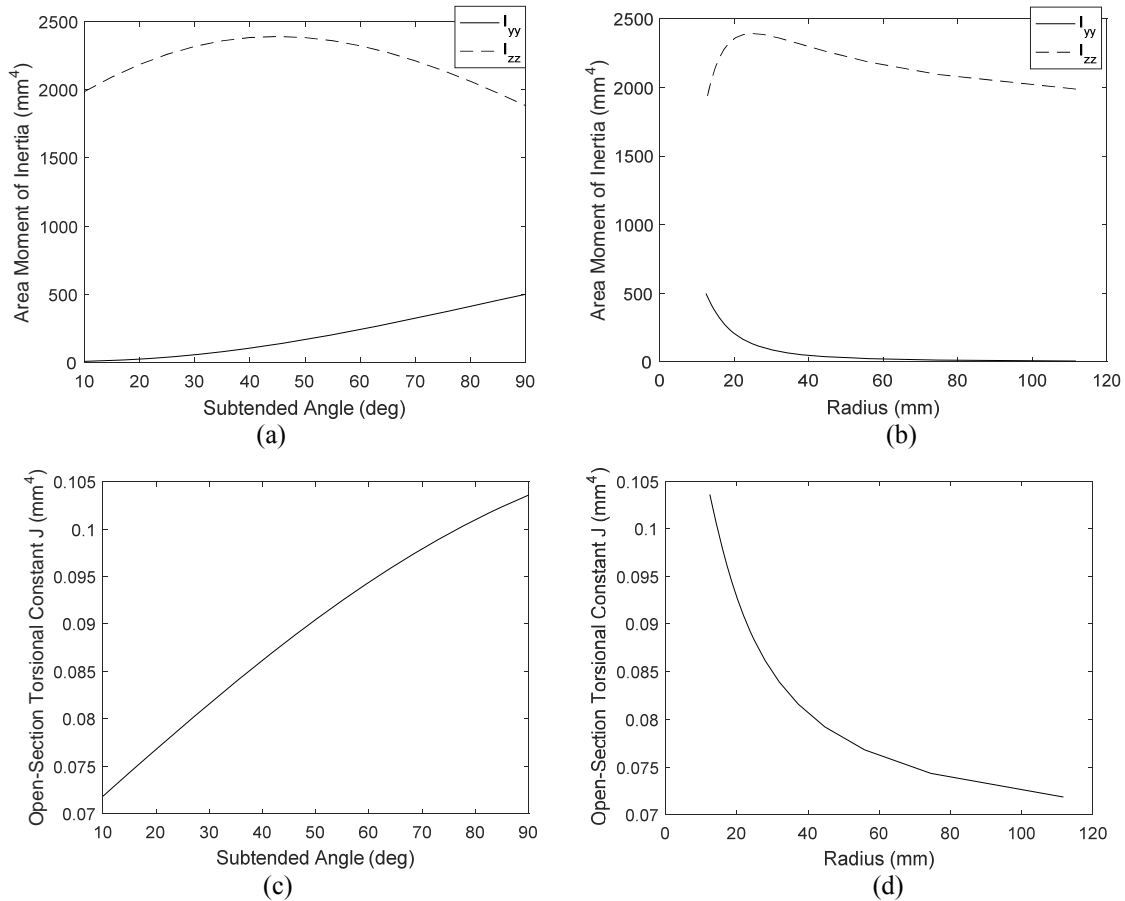 2500
2000
1500
1000
500
0
Area Moment of Inertia (mm^4)
I_yy
I_zz
10 20 30 40 50 60 70 80 90
Subtended Angle (deg)
(a)
2500
2000
1500
1000
500
0
Area Moment of Inertia (mm^4)
I_yy
I_zz
0 20 40 60 80 100 120
Radius (mm)
(b)
0.105
0.1
0.095
0.09
0.085
0.08
0.075
0.07
Open-Section Torsional Constant J (mm^4)
10 20 30 40 50 60 70 80 90
Subtended Angle (deg)
(c)
0.105
0.1
0.095
0.09
0.085
0.08
0.075
0.07
Open-Section Torsional Constant J (mm^4)
0 20 40 60 80 100 120
Radius (mm)
(d)